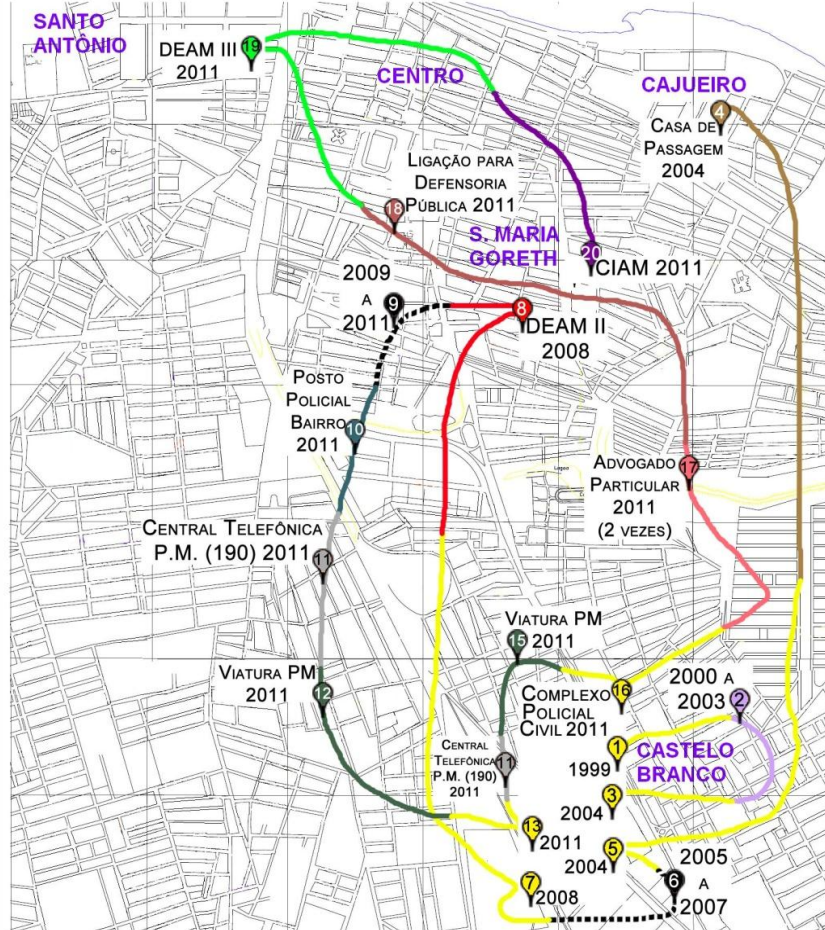 SANTO
ANTÔNIO
19
DEAM III
2011
CENTRO
CAJUEIRO
4
CASA DE
PASSAGEM
2004
LIGAÇÃO PARA
DEFENSORIA
PÚBLICA 2011
18
S. MARIA
GORETH
20
CIAM 2011
2009
A
2011
9
8
DEAM II
2008
POSTO
POLICIAL
BAIRRO
2011
10
Lagoa
ADVOGADO
PARTICULAR
2011
(2 VEZES)
17
CENTRAL TELEFÔNICA
P.M. (190) 2011
11
VIATURA PM
2011
15
VIATURA PM
2011
12
COMPLEXO
POLICIAL
CIVIL 2011
16
2000 A
2003
2
CENTRAL
TELEFÔNICA
P.M. (190)
2011
11
1
1999
CASTELO
BRANCO
3
2004
13
2011
5
2004
2005
A
2007
6
7
2008